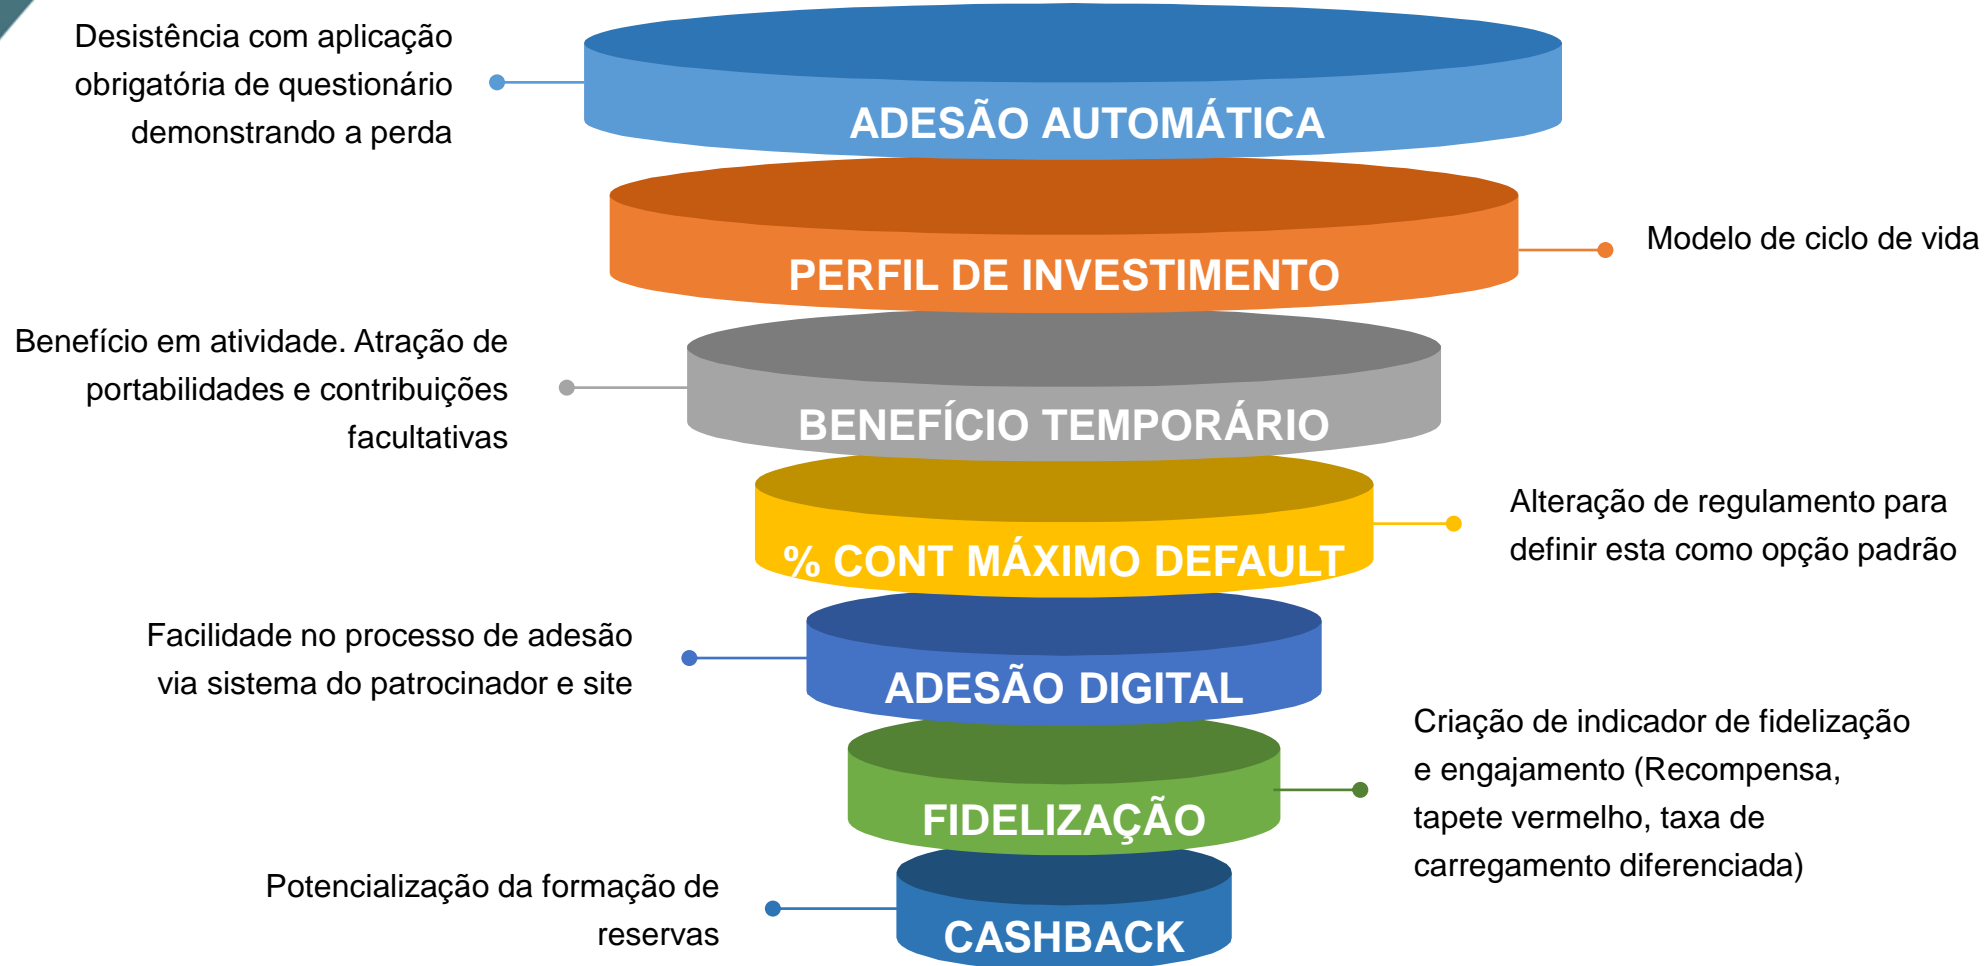 Desistência com aplicação
obrigatória de questionário
demonstrando a perda
ADESÃO AUTOMÁTICA
PERFIL DE INVESTIMENTO
Modelo de ciclo de vida
Benefício em atividade. Atração de
portabilidades e contribuições
facultativas
BENEFÍCIO TEMPORÁRIO
% CONT MÁXIMO DEFAULT
Alteração de regulamento para
definir esta como opção padrão
Facilidade no processo de adesão
via sistema do patrocinador e site
ADESÃO DIGITAL
FIDELIZAÇÃO
Criação de indicador de fidelização
e engajamento (Recompensa,
tapete vermelho, taxa de
carregamento diferenciada)
Potencialização da formação de
reservas
CASHBACK